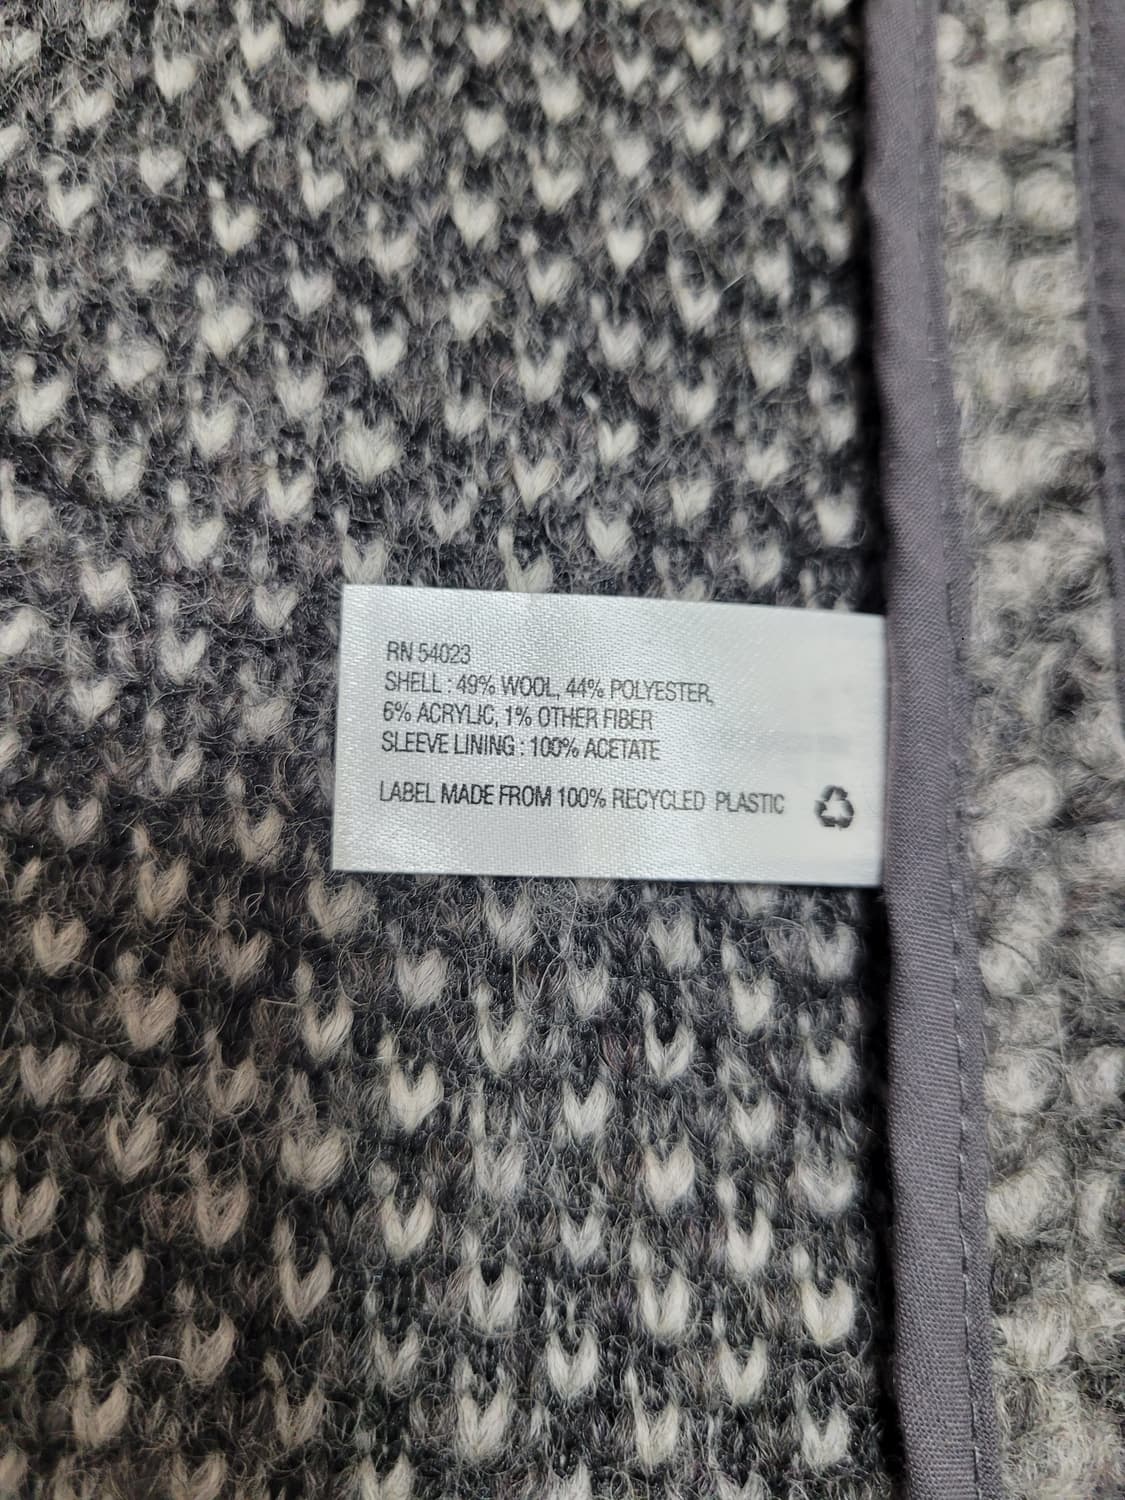 RN 54023
SHELL : 49% WOOL, 44% POLYESTER,
6% ACRYLIC, 1% OTHER FIBER
SLEEVE LINING : 100% ACETATE
LABEL MADE FROM 100% RECYCLED PLASTIC